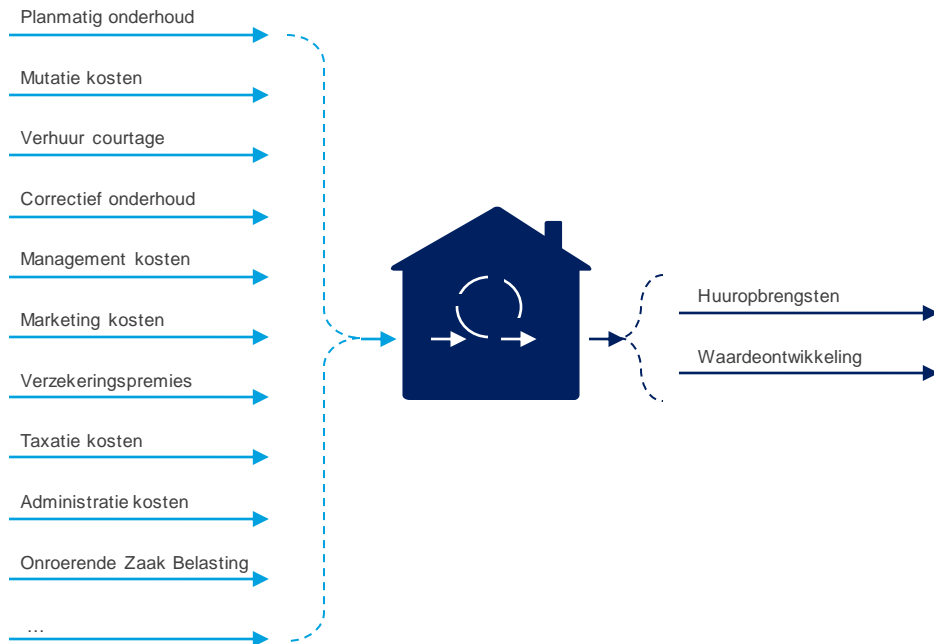 Planmatig onderhoud
Mutatie kosten
Verhuur courtage
Correctief onderhoud
Management kosten
Marketing kosten
Verzekeringspremies
Taxatie kosten
Administratie kosten
Onroerende Zaak Belasting
...
Huuropbrengsten
Waardeontwikkeling